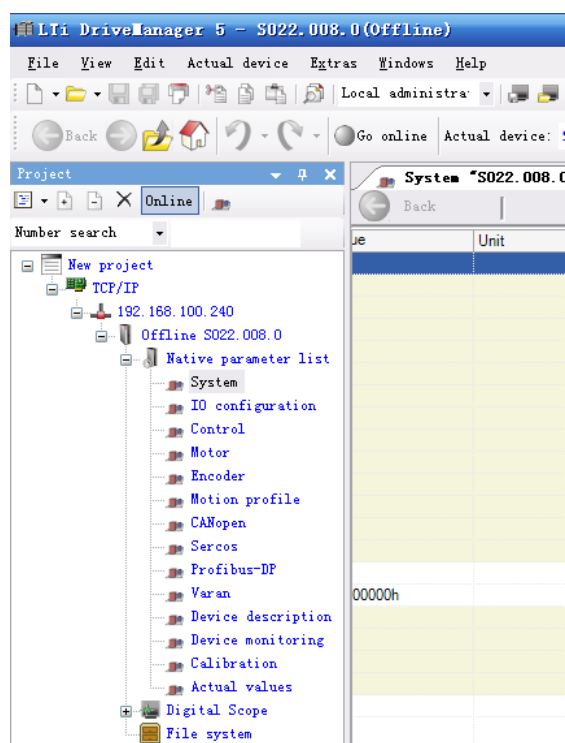 LTi DriveManager 5 - S022.008.0(Offline)
File View Edit Actual device Extras Windows Help
Local administra
Back Go online Actual device:
Project
Online
System "S022.008.0
Back
Number search
ue Unit
New project
TCP/IP
192.168.100.240
Offline S022.008.0
Native parameter list
System
IO configuration
Control
Motor
Encoder
Motion profile
CANopen
Sercos
Profibus-DP
Varan
00000h
Device description
Device monitoring
Calibration
Actual values
Digital Scope
File system